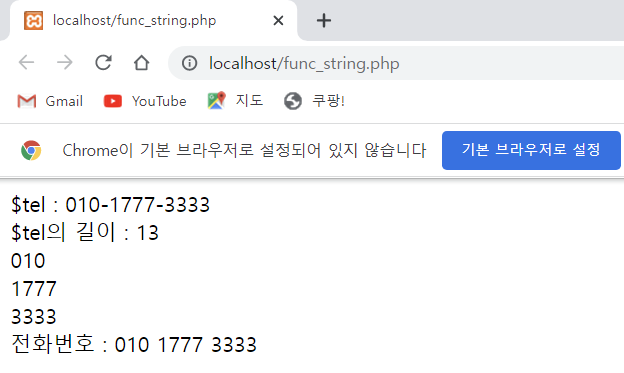 localhost/func_string.php
localhost/func_string.php
Gmail YouTube 지도 쿠팡!
Chrome이 기본 브라우저로 설정되어 있지 않습니다 기본 브라우저로 설정
$tel : 010-1777-3333
$tel의 길이 : 13
010
1777
3333
전화번호 : 010 1777 3333